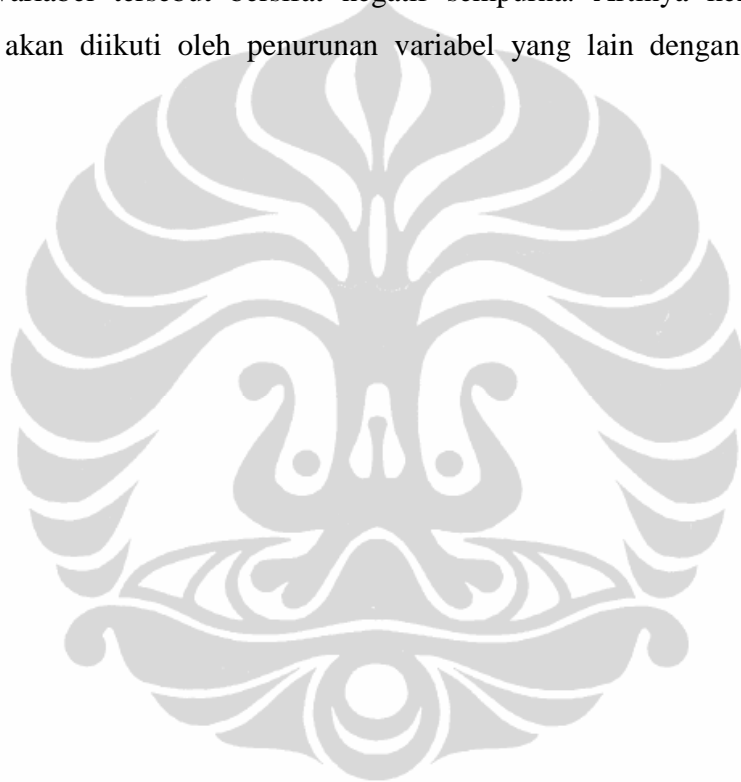 variabel tersebut bersifat negatif sempurna. Artinya
akan diikuti oleh penurunan variabel yang lain dengan